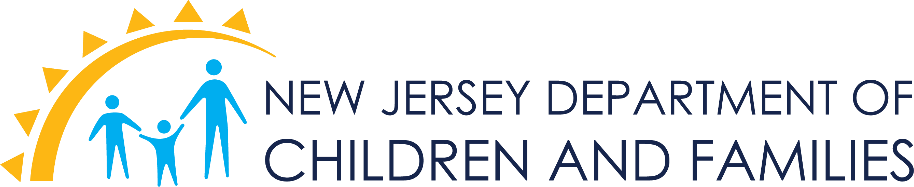 NEW JERSEY DEPARTMENT OF
CHILDREN AND FAMILIES